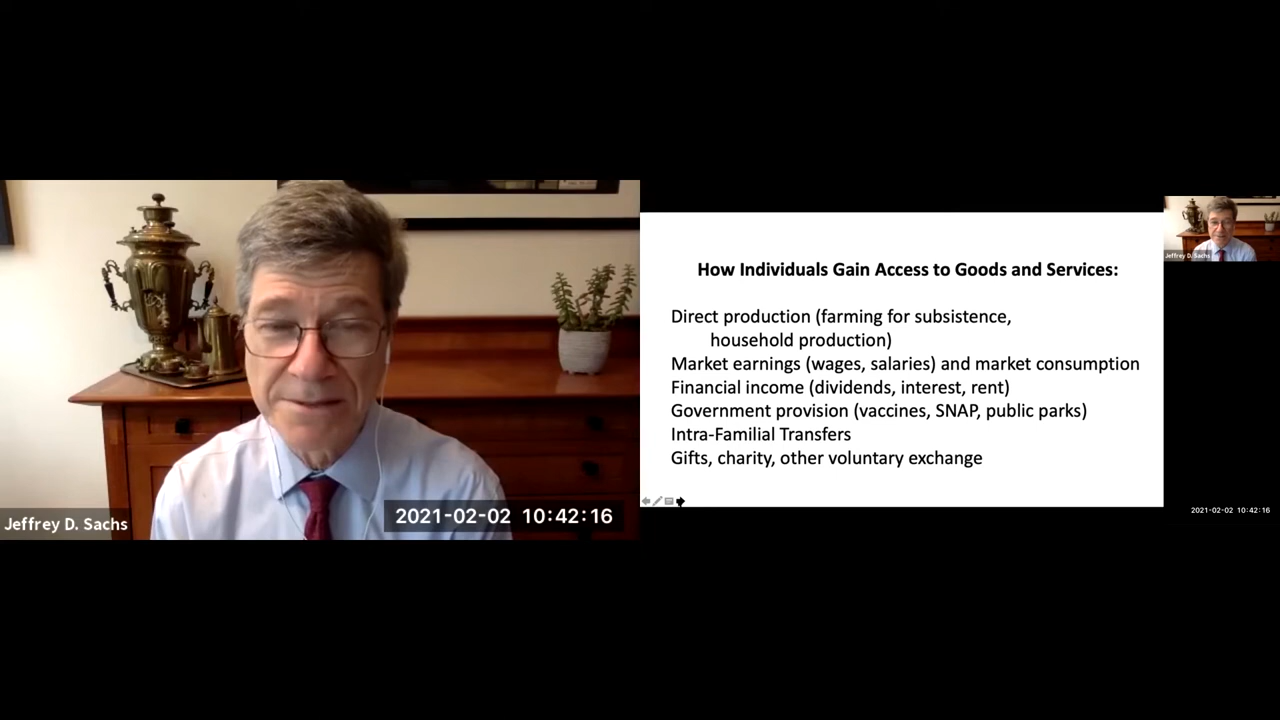 Jeffrey D. Sachs
2021-02-02 10:42:16
How Individuals Gain Access to Goods and Services:
Direct production (farming for subsistence,
household production)
Market earnings (wages, salaries) and market consumption
Financial income (dividends, interest, rent)
Government provision (vaccines, SNAP, public parks)
Intra-Familial Transfers
Gifts, charity, other voluntary exchange
Jeffrey D. Sachs
2021-02-02 10:42:16